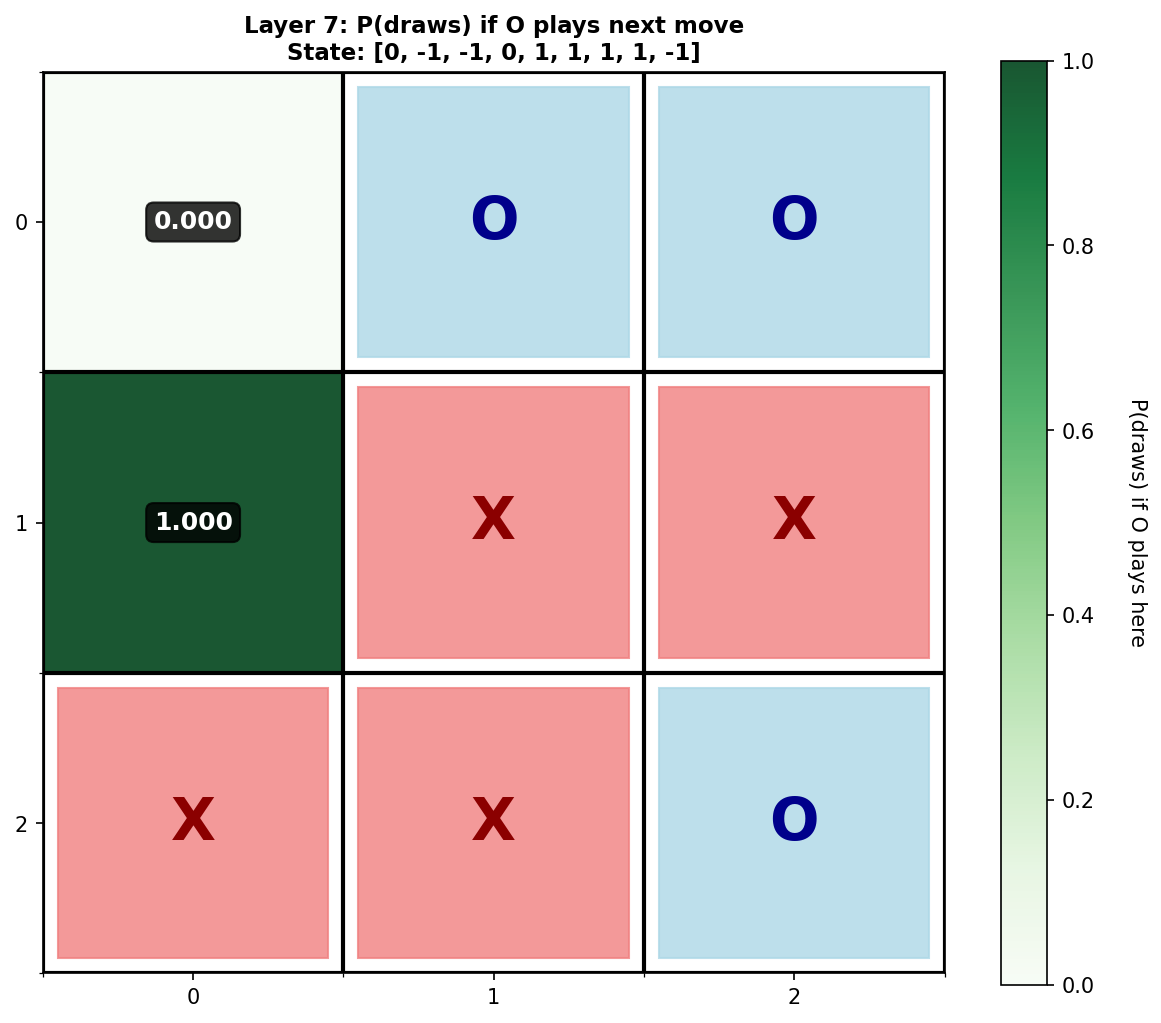 Layer 7: P(draws) if O plays next move
State: [0, -1, -1, 0, 1, 1, 1, 1, -1]
0
0.000
O
O
1
1.000
X
X
2
X
X
O
0
1
2
1.0
0.8
0.6
0.4
0.2
0.0
P(draws) if O plays here